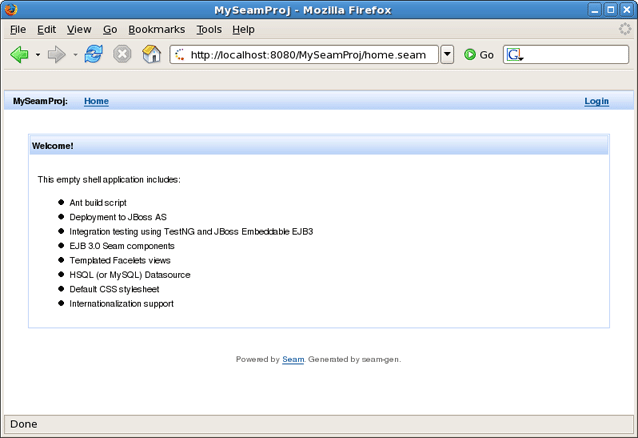 MySeamProj - Mozilla Firefox
File Edit View Go Bookmarks Tools Help
http://localhost:8080/MySeamProj/home.seam Go G
MySeamProj: Home Login
Welcome!
This empty shell application includes:
Ant build script
Deployment to JBoss AS
Integration testing using TestNG and JBoss Embeddable EJB3
EJB 3.0 Seam components
Templated Facelets views
HSQL (or MySQL) Datasource
Default CSS stylesheet
Internationalization support
Powered by Seam. Generated by seam-gen.
Done